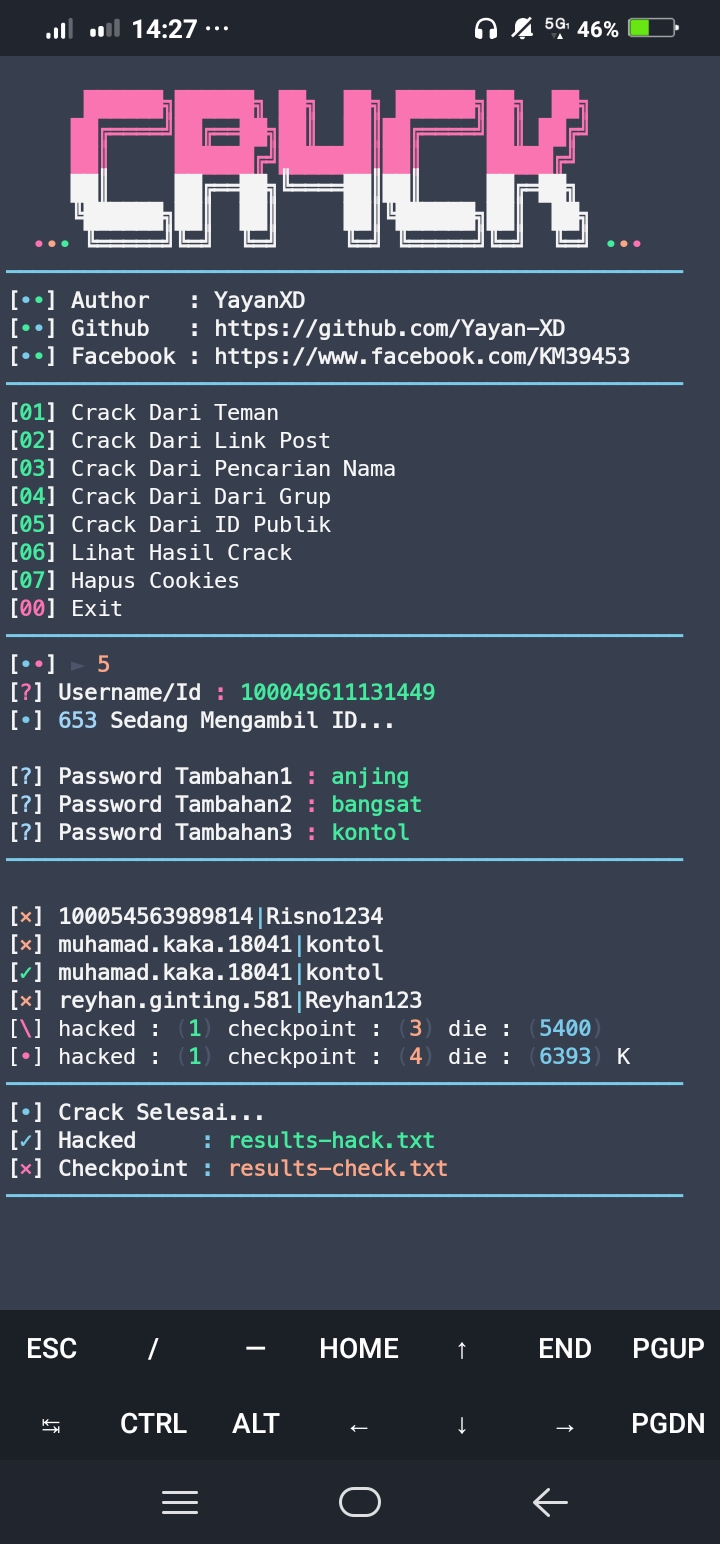 14:27 ··· 5G 46%
CR4CK
[••] Author : YayanXD
[••] Github : https://github.com/Yayan-XD
[••] Facebook : https://www.facebook.com/KM39453
[01] Crack Dari Teman
[02] Crack Dari Link Post
[03] Crack Dari Pencarian Nama
[04] Crack Dari Dari Grup
[05] Crack Dari ID Publik
[06] Lihat Hasil Crack
[07] Hapus Cookies
[00] Exit
[••] ► 5
[?] Username/Id : 100049611131449
[•] 653 Sedang Mengambil ID...
[?] Password Tambahan1 : anjing
[?] Password Tambahan2 : bangsat
[?] Password Tambahan3 : kontol
[×] 100054563989814|Risno1234
[×] muhamad.kaka.18041|kontol
[✓] muhamad.kaka.18041|kontol
[×] reyhan.ginting.581|Reyhan123
[\] hacked : (1) checkpoint : (3) die : (5400)
[•] hacked : (1) checkpoint : (4) die : (6393) K
[•] Crack Selesai...
[✓] Hacked : results-hack.txt
[×] Checkpoint : results-check.txt
ESC / — HOME ↑ END PGUP
↹ CTRL ALT ← ↓ → PGDN